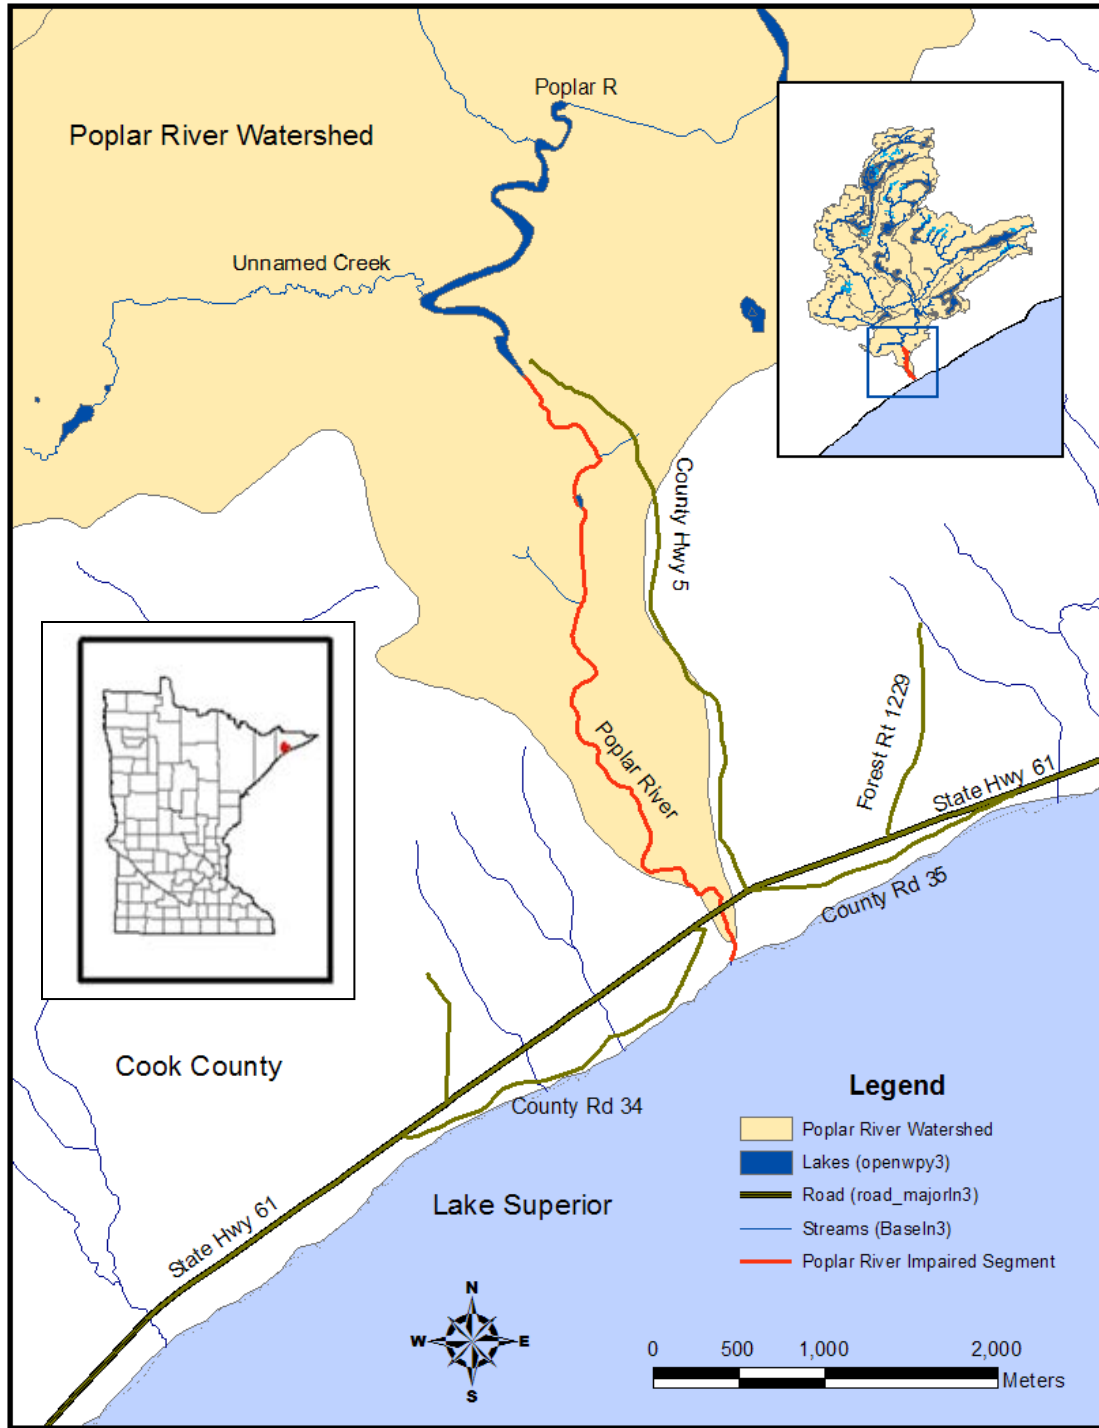 Poplar R
Poplar River Watershed
Unnamed Creek
County Hwy 5
Poplar River
Forest Rt 1229
State Hwy 61
County Rd 35
Cook County
County Rd 34
Lake Superior
State Hwy 61
Legend
Poplar River Watershed
Lakes (openwpy3)
Road (road_majorln3)
Streams (Baseln3)
Poplar River Impaired Segment
N
W E
S
0 500 1,000 2,000
Meters